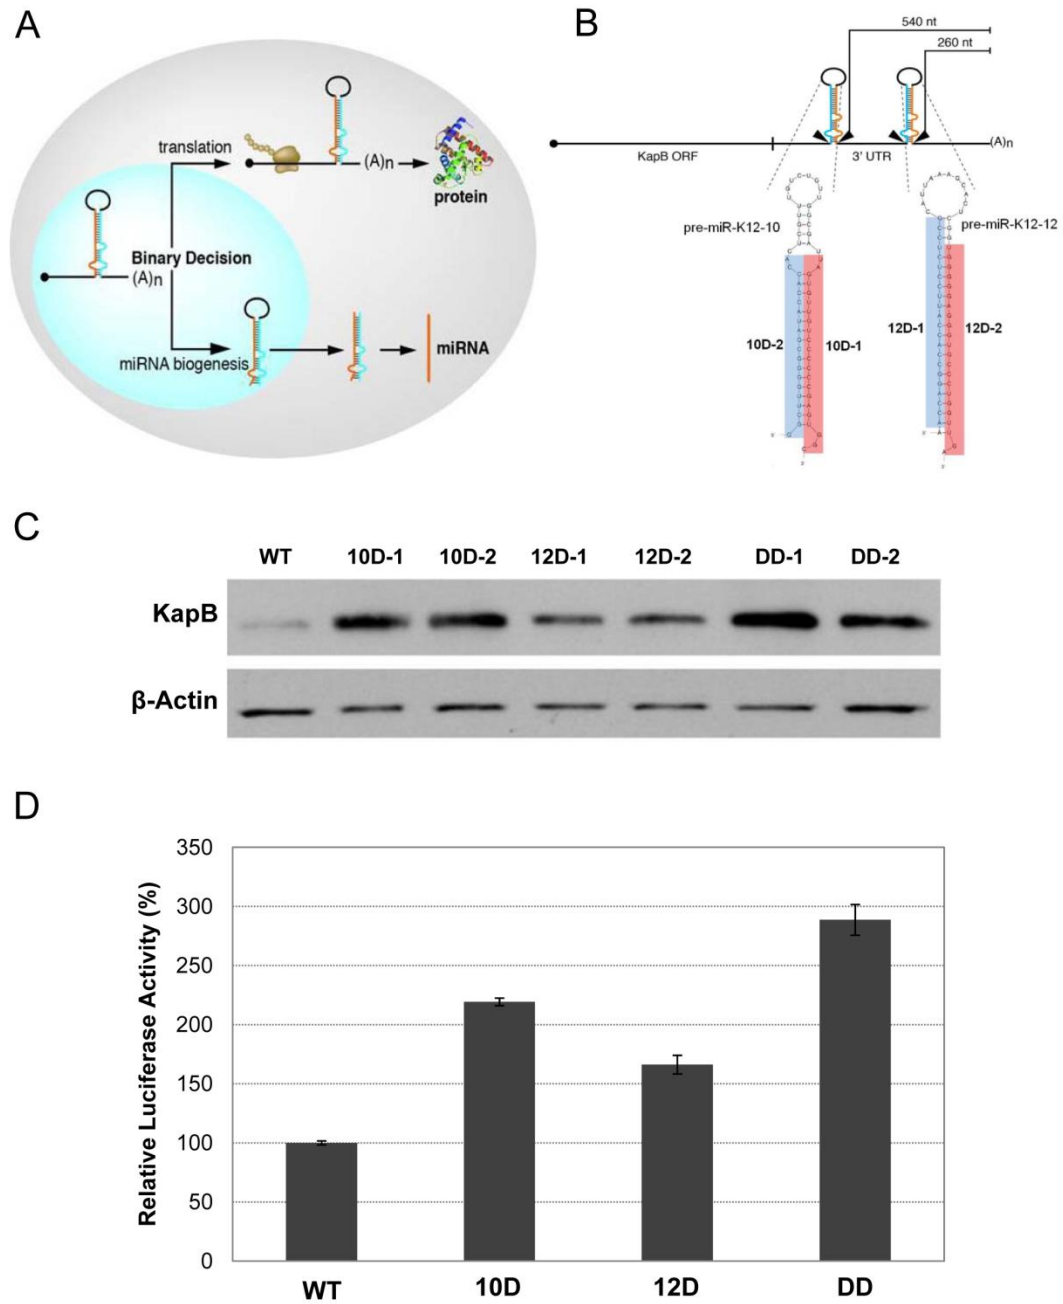 A
translation
(A)n
protein
Binary Decision
(A)n
miRNA biogenesis
miRNA
B
540 nt
260 nt
(A)n
KapB ORF
3' UTR
pre-miR-K12-10
pre-miR-K12-12
10D-2
10D-1
12D-1
12D-2
C
WT 10D-1 10D-2 12D-1 12D-2 DD-1 DD-2
KapB
β-Actin
D
Relative Luciferase Activity (%)
350
300
250
200
150
100
50
0
WT 10D 12D DD